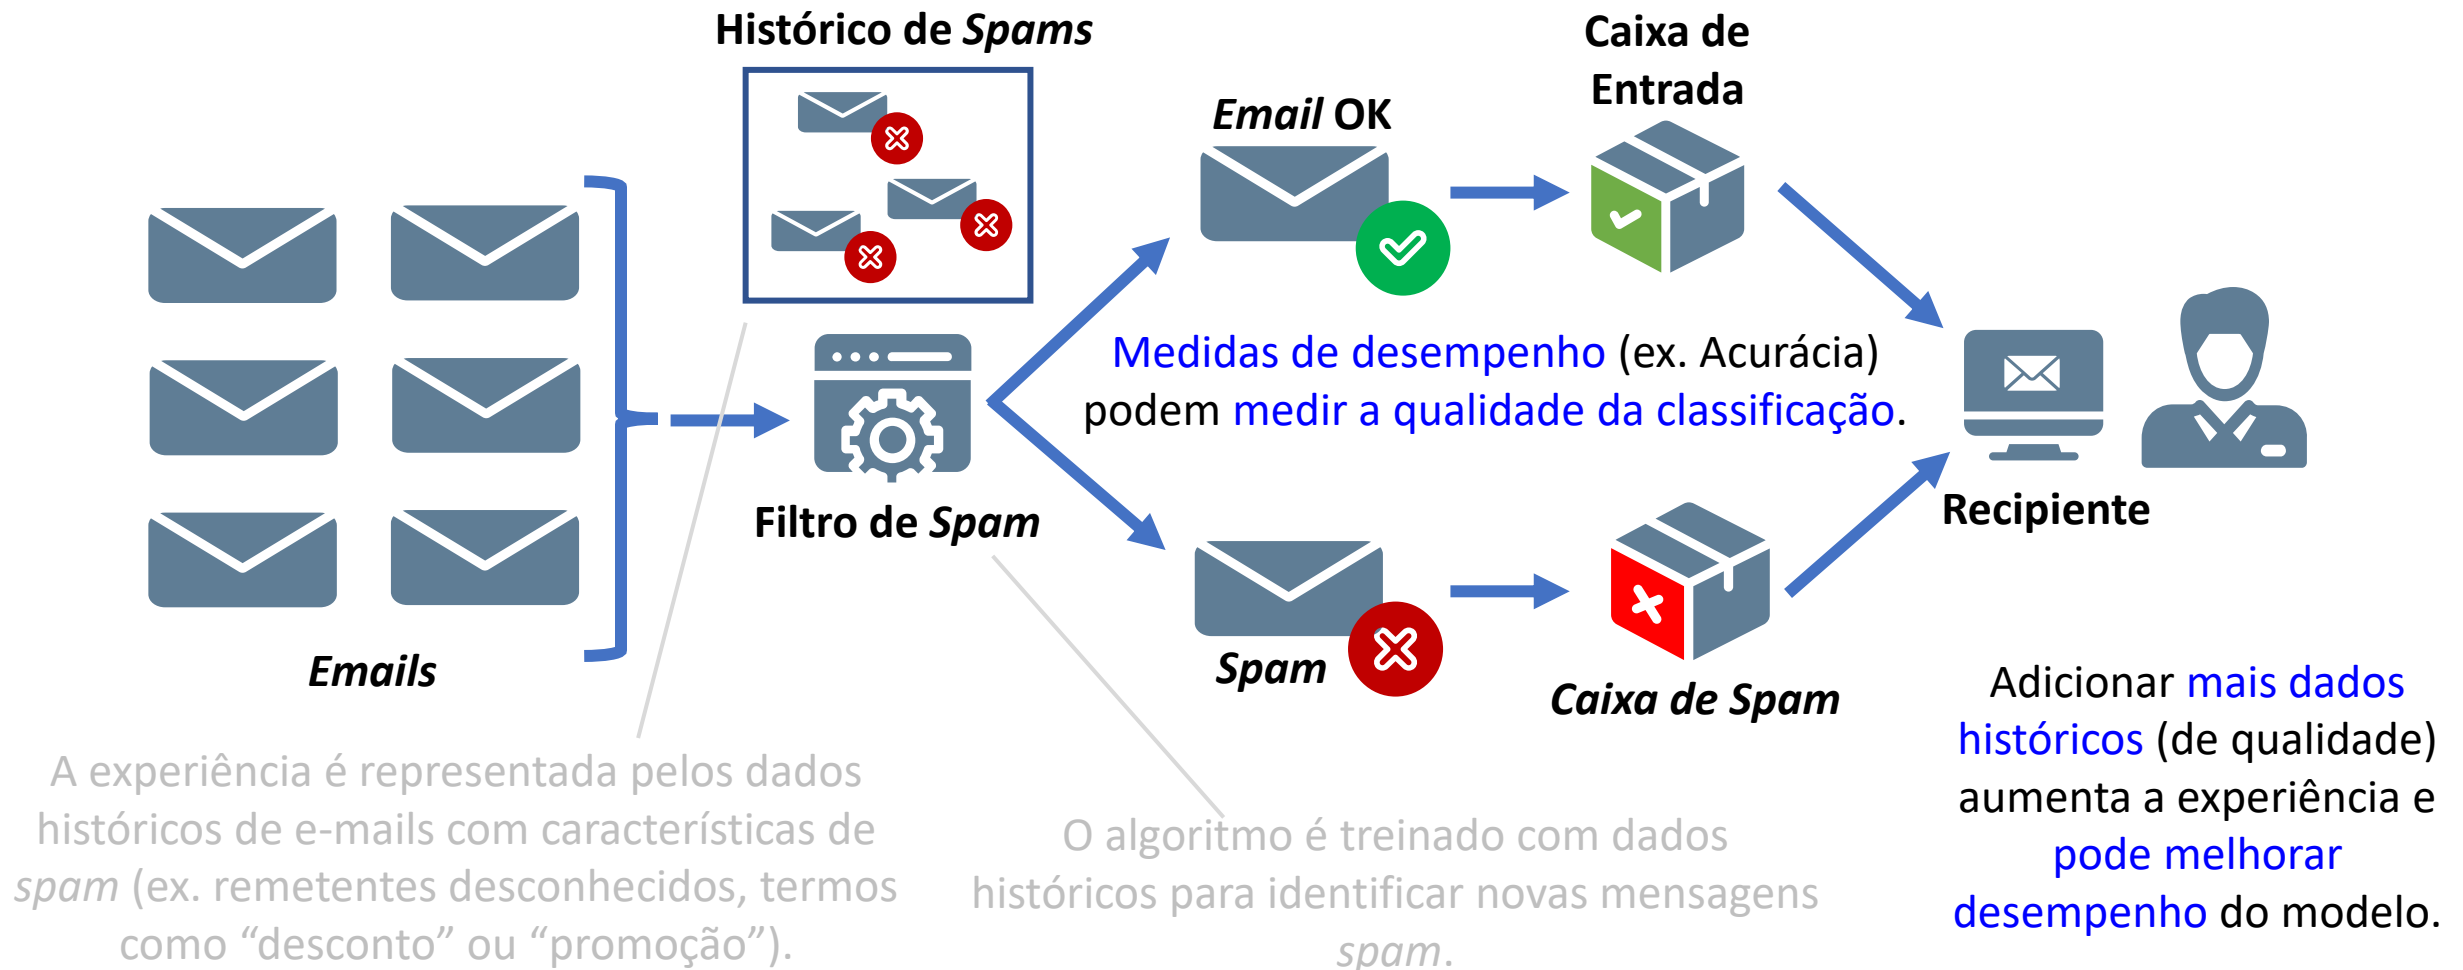 Histórico de Spams
Caixa de
Entrada
Email OK
Medidas de desempenho (ex. Acurácia)
podem medir a qualidade da classificação.
Filtro de Spam
Recipiente
Emails
Spam
Caixa de Spam
A experiência é representada pelos dados
históricos de e-mails com características de
spam (ex. remetentes desconhecidos, termos
como “desconto” ou “promoção”).
O algoritmo é treinado com dados
históricos para identificar novas mensagens
spam.
Adicionar mais dados
históricos (de qualidade)
aumenta a experiência e
pode melhorar
desempenho do modelo.